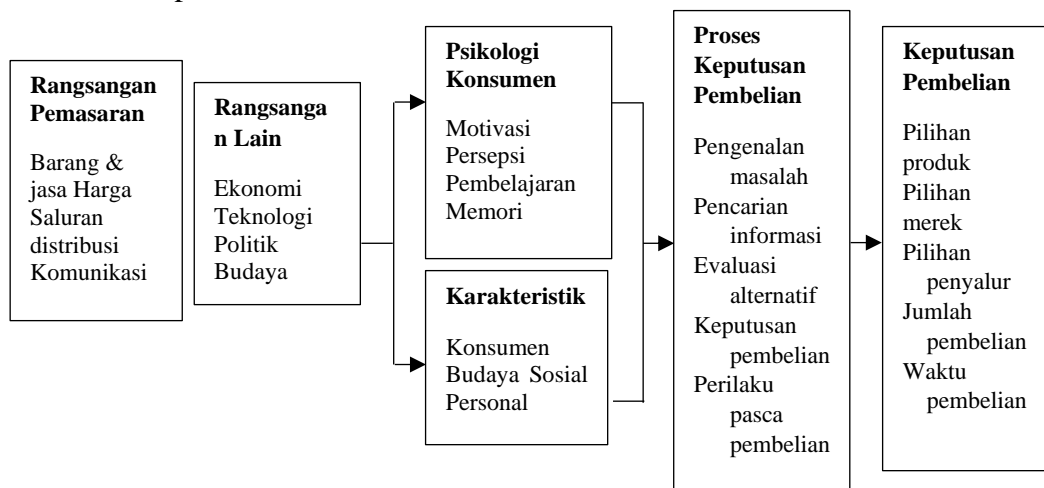 Rangsangan
Pemasaran
Barang &
jasa Harga
Saluran
distribusi
Komunikasi
Rangsanga
n Lain
Ekonomi
Teknologi
Politik
Budaya
Psikologi
Konsumen
Motivasi
Persepsi
Pembelajaran
Memori
Karakteristik
Konsumen
Budaya Sosial
Personal
Proses
Keputusan
Pembelian
Pengenalan
masalah
Pencarian
informasi
Evaluasi
alternatif
Keputusan
pembelian
Perilaku
pasca
pembelian
Keputusan
Pembelian
Pilihan
produk
Pilihan
merek
Pilihan
penyalur
Jumlah
pembelian
Waktu
pembelian